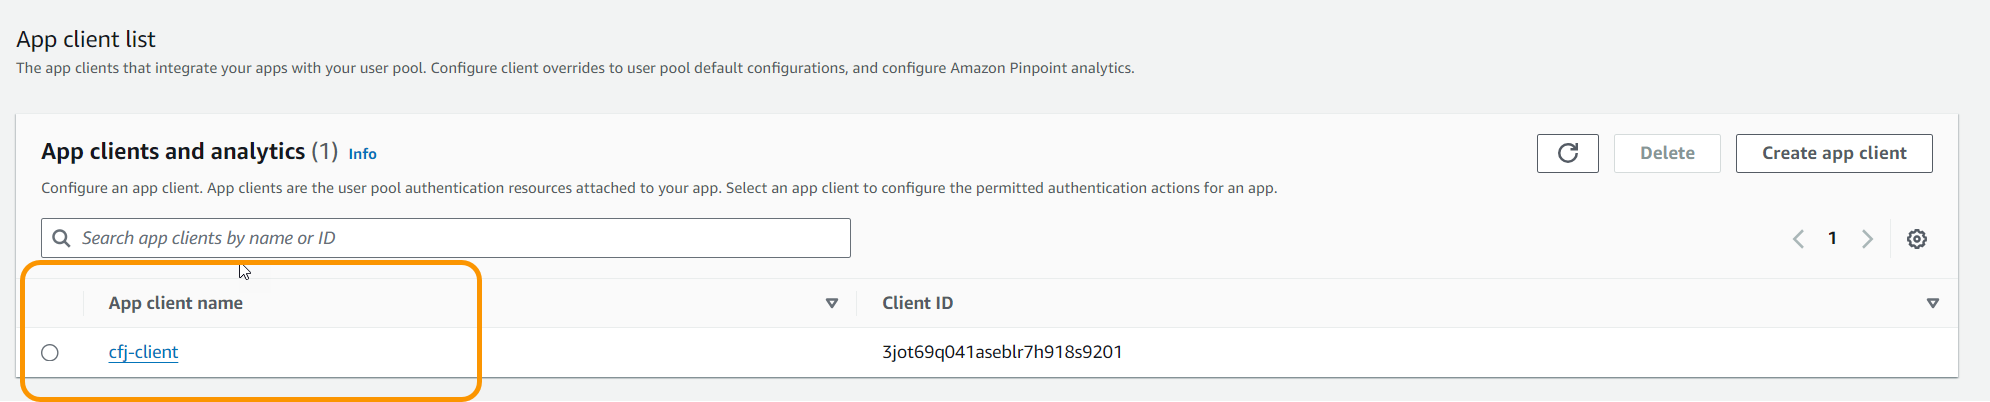 App client list
The app clients that integrate your apps with your user pool. Configure client overrides to user pool default configurations, and configure Amazon Pinpoint analytics.
App clients and analytics (1) Info
Delete
Create app client
Configure an app client. App clients are the user pool authentication resources attached to your app. Select an app client to configure the permitted authentication actions for an app.
Search app clients by name or ID
1
App client name
Client ID
cfj-client
3jot69q041aseblr7h918s9201